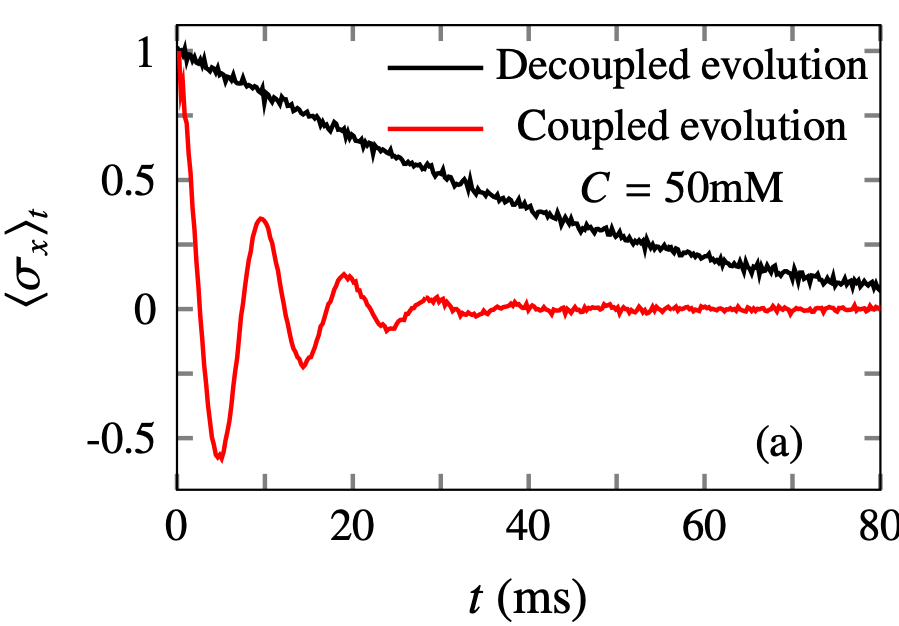 1
Decoupled evolution
Coupled evolution
C = 50mM
0.5
0
-0.5
(a)
⟨σx⟩t
0 20 40 60 80
t (ms)